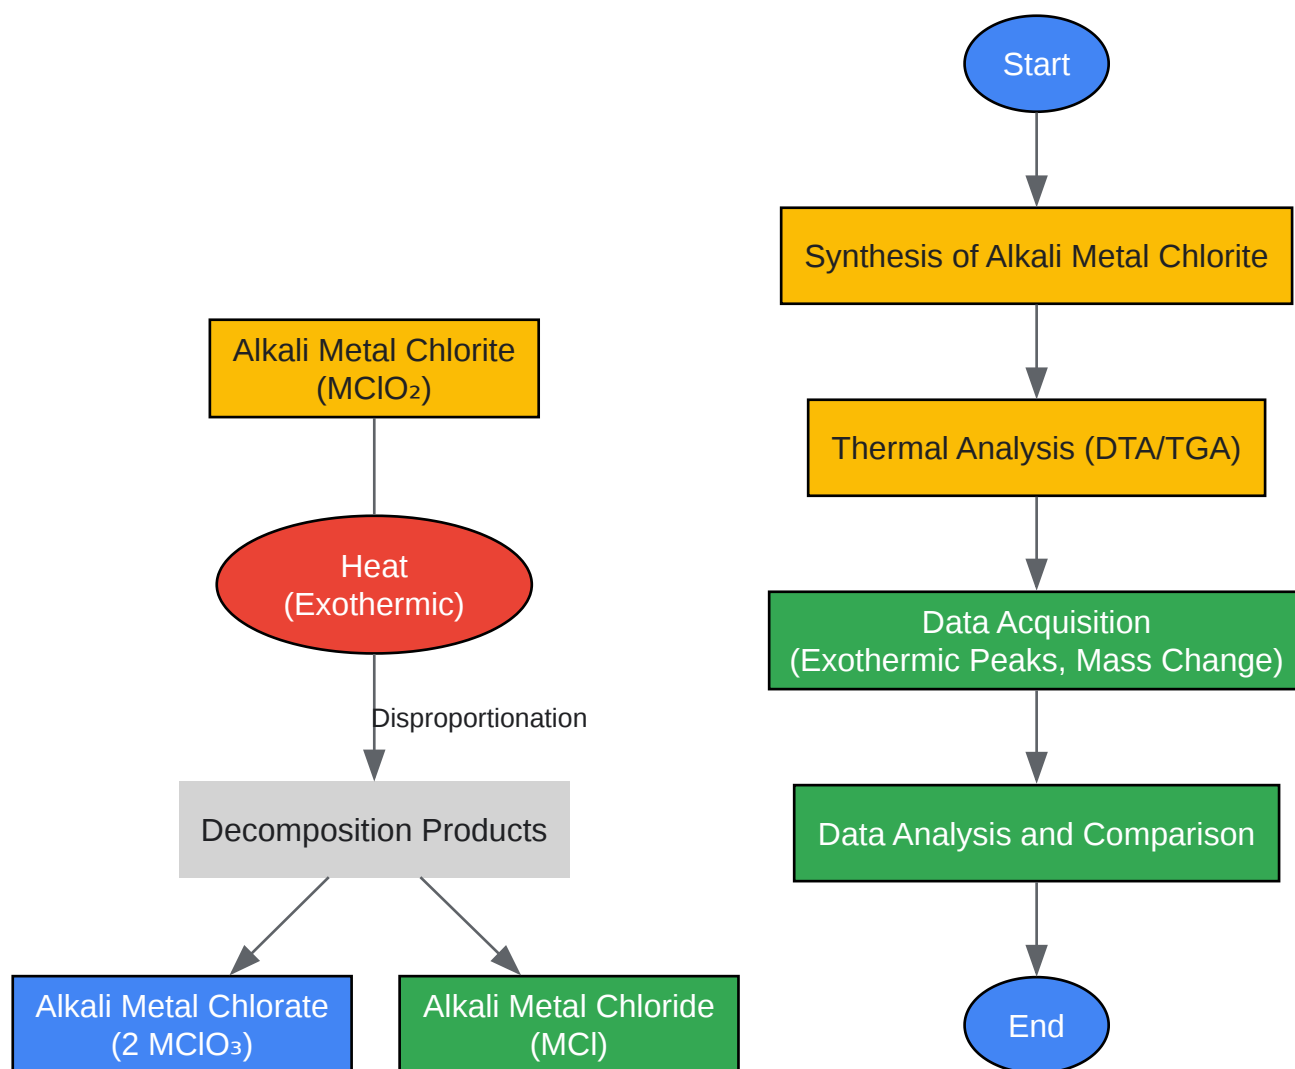 Alkali Metal Chlorite
(MClO₂)
Heat
(Exothermic)
Disproportionation
Decomposition Products
Alkali Metal Chlorate
(2 MClO₃)
Alkali Metal Chloride
(MCl)
Start
Synthesis of Alkali Metal Chlorite
Thermal Analysis (DTA/TGA)
Data Acquisition
(Exothermic Peaks, Mass Change)
Data Analysis and Comparison
End